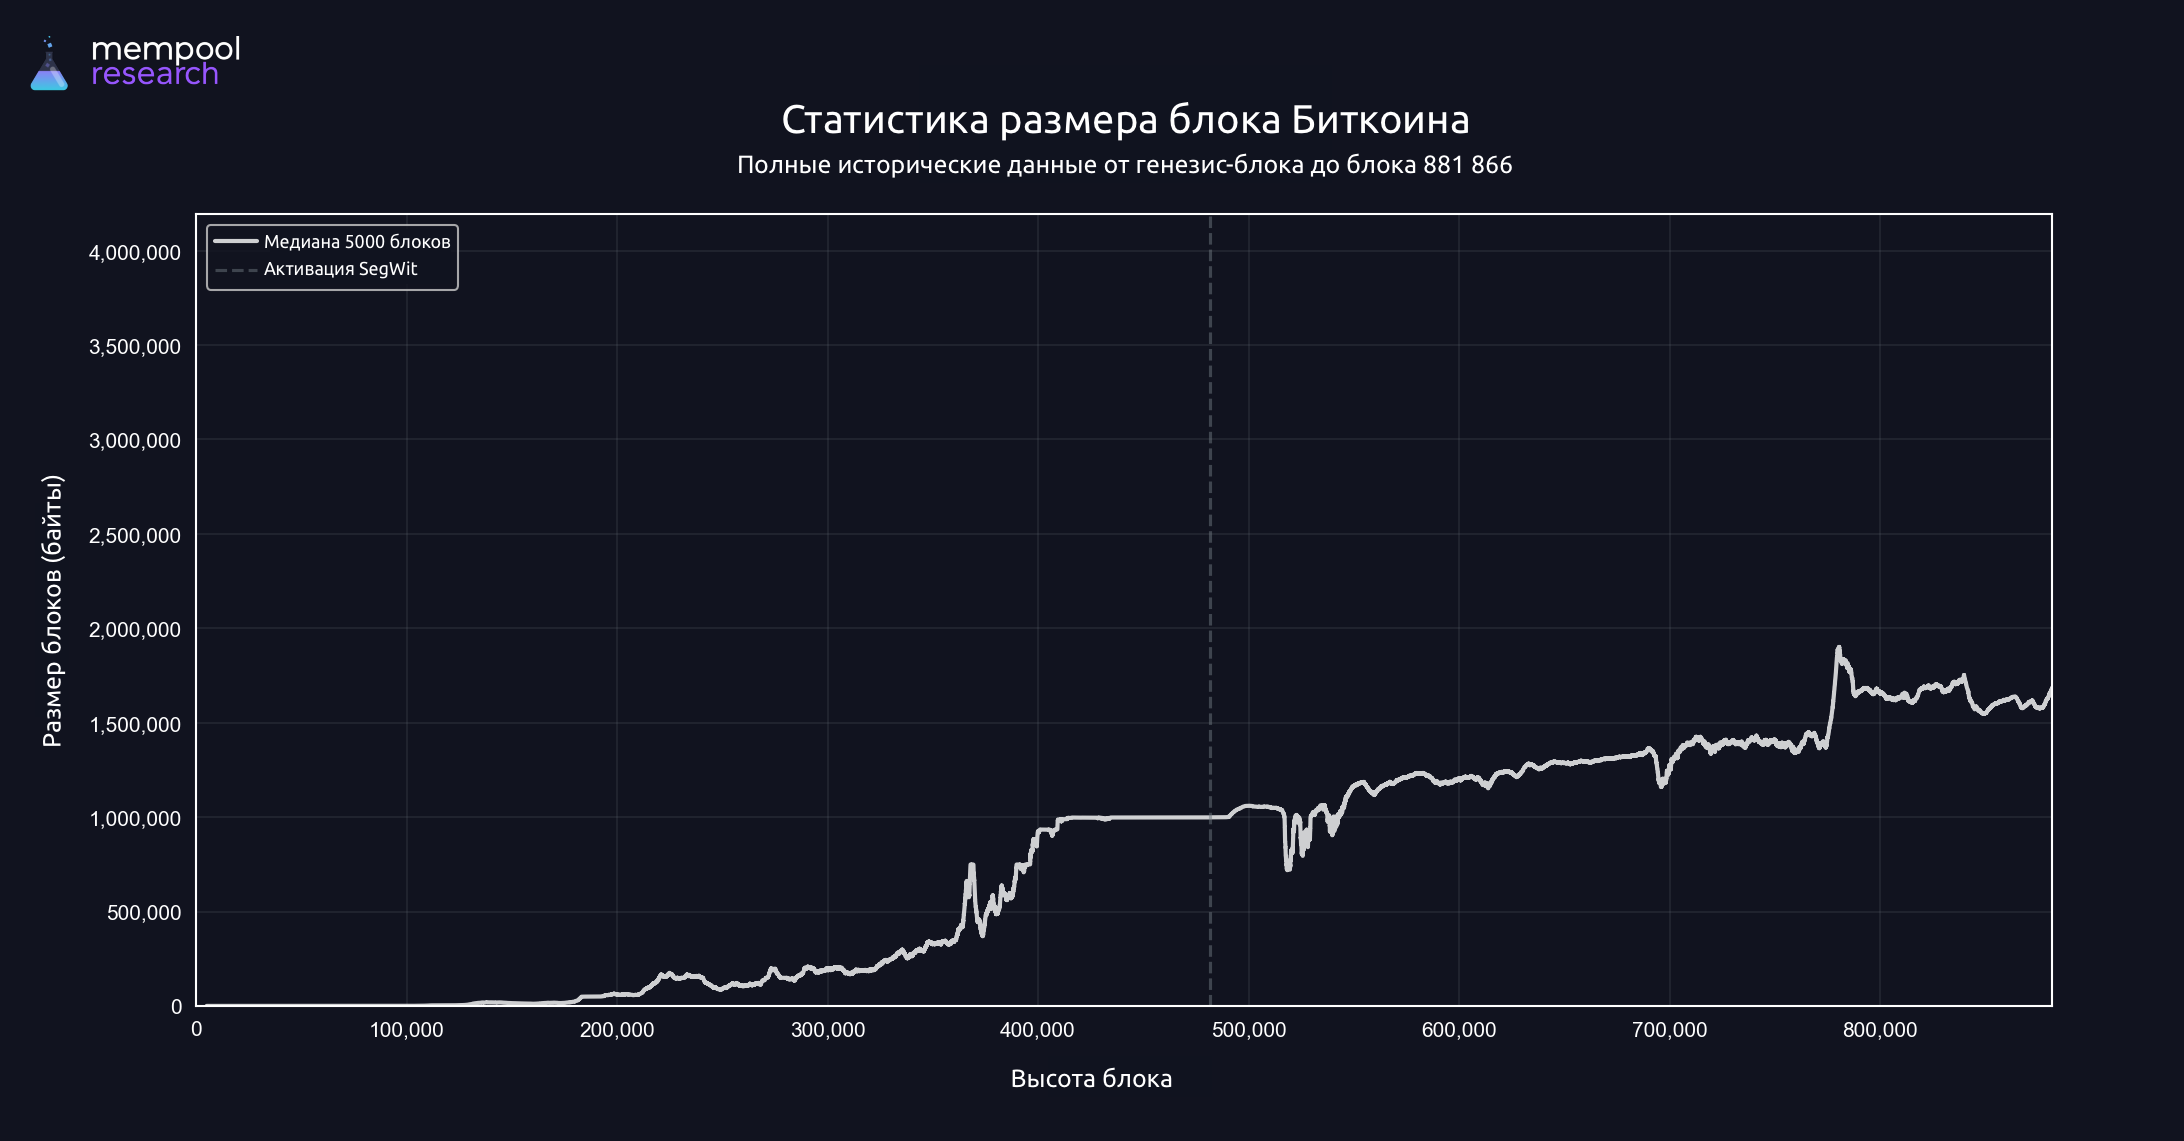 mempool
research
Статистика размера блока Биткоина
Полные исторические данные от генезис-блока до блока 881 866
Медиана 5000 блоков
Активация SegWit
Размер блоков (байты)
4,000,000
3,500,000
3,000,000
2,500,000
2,000,000
1,500,000
1,000,000
500,000
0
0 100,000 200,000 300,000 400,000 500,000 600,000 700,000 800,000
Высота блока